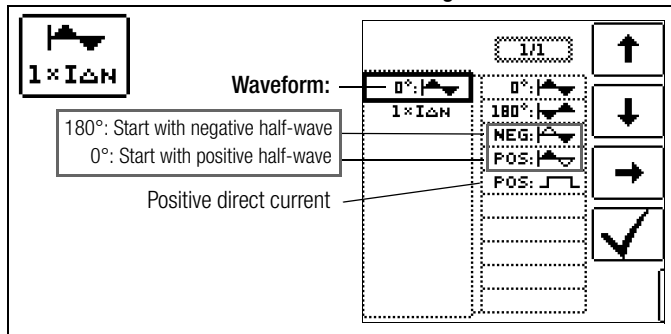 1×IΔN
1/1
Waveform:
0°:
0°:
1×IΔN
180°:
180°: Start with negative half-wave
NEG:
0°: Start with positive half-wave
POS:
Positive direct current
POS: